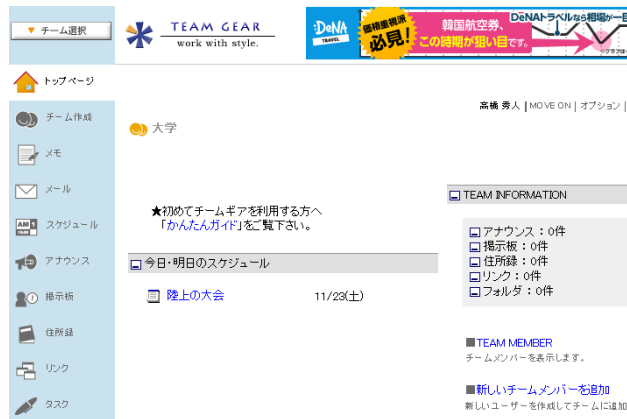 ▼ チーム選択
TEAM GEAR
work with style.
DeNA
TRAVEL
価格重視派
必見!
韓国航空券、
この時期が狙い目です。
DeNAトラベルなら相場が一目
トップページ
高橋 秀人 | MOVE ON | オプション |
チーム作成
大学
メモ
メール
TEAM INFORMATION
★初めてチームギアを利用する方へ
「かんたんガイド」をご覧下さい。
スケジュール
アナウンス:0件
掲示板:0件
住所録:0件
リンク:0件
フォルダ:0件
アナウンス
今日・明日のスケジュール
掲示板
陸上の大会 11/23(土)
住所録
■TEAM MEMBER
チームメンバーを表示します。
リンク
■新しいチームメンバーを追加
新しいユーザーを作成してチームに追加
タスク